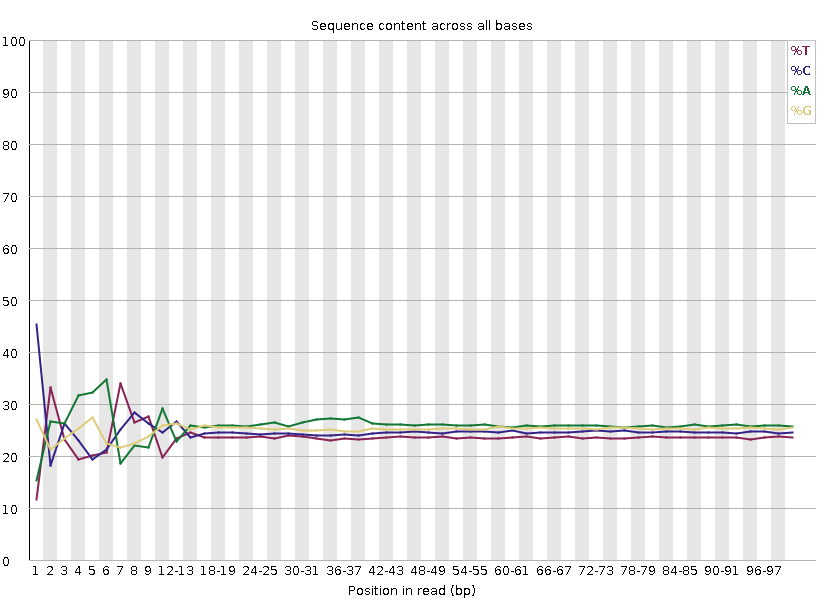 Sequence content across all bases
100
90
80
70
60
50
40
30
20
10
0
%T
%C
%A
%G
1 2 3 4 5 6 7 8 9 12-13 18-19 24-25 30-31 36-37 42-43 48-49 54-55 60-61 66-67 72-73 78-79 84-85 90-91 96-97
Position in read (bp)